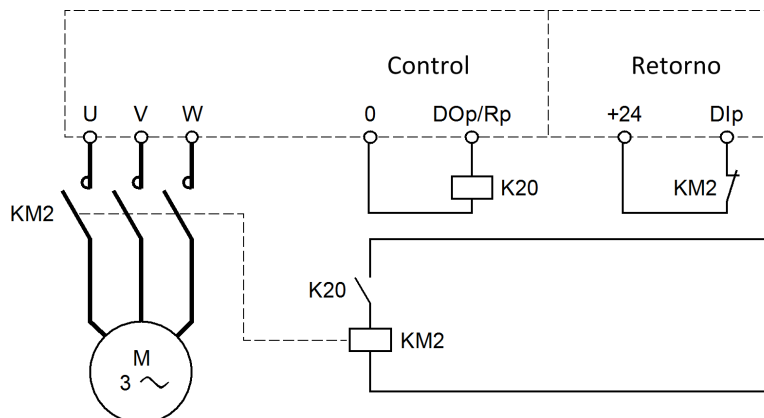 Control Retorno
U V W 0 DOp/Rp +24 DIp
K20 KM2
KM2
K20
KM2
M
3